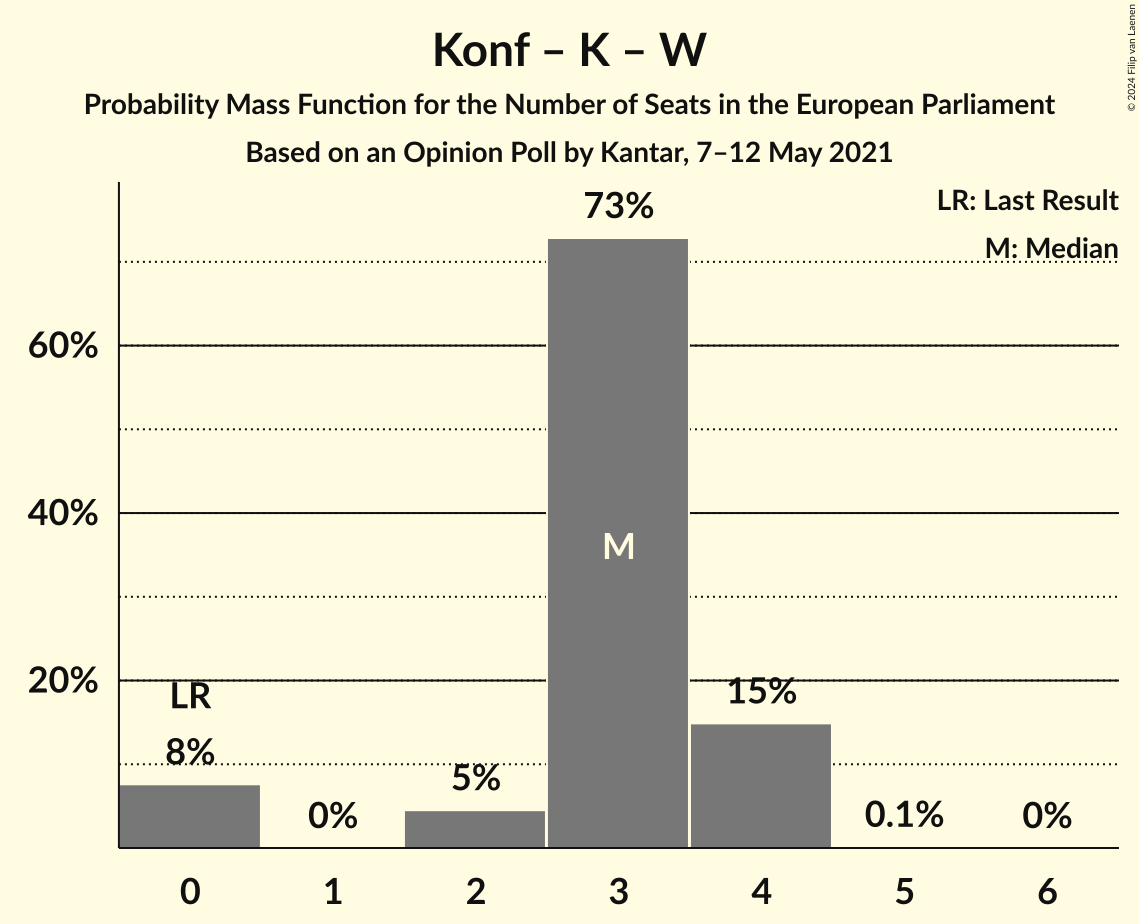 Konf – K – W
Probability Mass Function for the Number of Seats in the European Parliament
Based on an Opinion Poll by Kantar, 7–12 May 2021
© 2024 Filip van Laenen
LR: Last Result
M: Median
73%
60%
40%
M
20%
LR
15%
8%
5%
0%
0.1%
0%
0 1 2 3 4 5 6